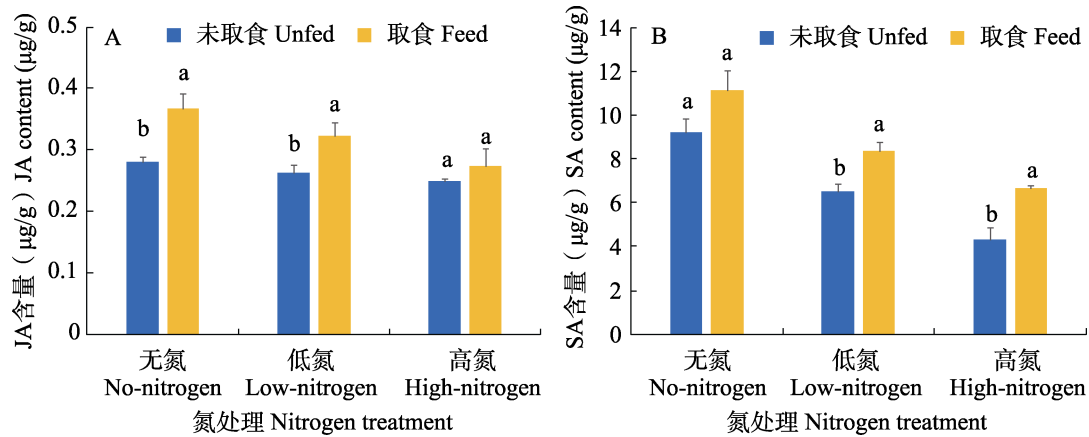 A
未取食 Unfed
取食 Feed
JA含量（μg/g）JA content (μg/g)
0.5
0.4
0.3
0.2
0.1
0
b
a
b
a
a
a
无氮
低氮
高氮
No-nitrogen
Low-nitrogen
High-nitrogen
氮处理 Nitrogen treatment
B
未取食 Unfed
取食 Feed
SA含量（μg/g）SA content (μg/g)
14
12
10
8
6
4
2
0
a
a
b
a
b
a
无氮
低氮
高氮
No-nitrogen
Low-nitrogen
High-nitrogen
氮处理 Nitrogen treatment